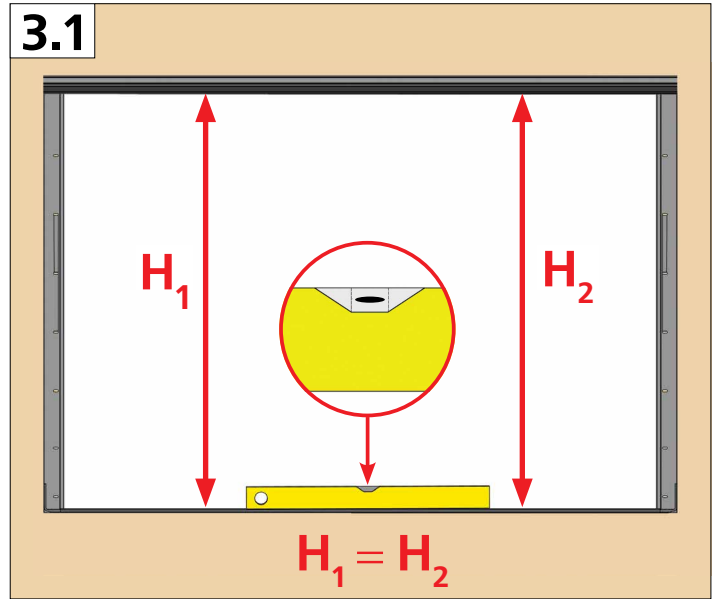 3.1
H₁
H₂
H₁ = H₂